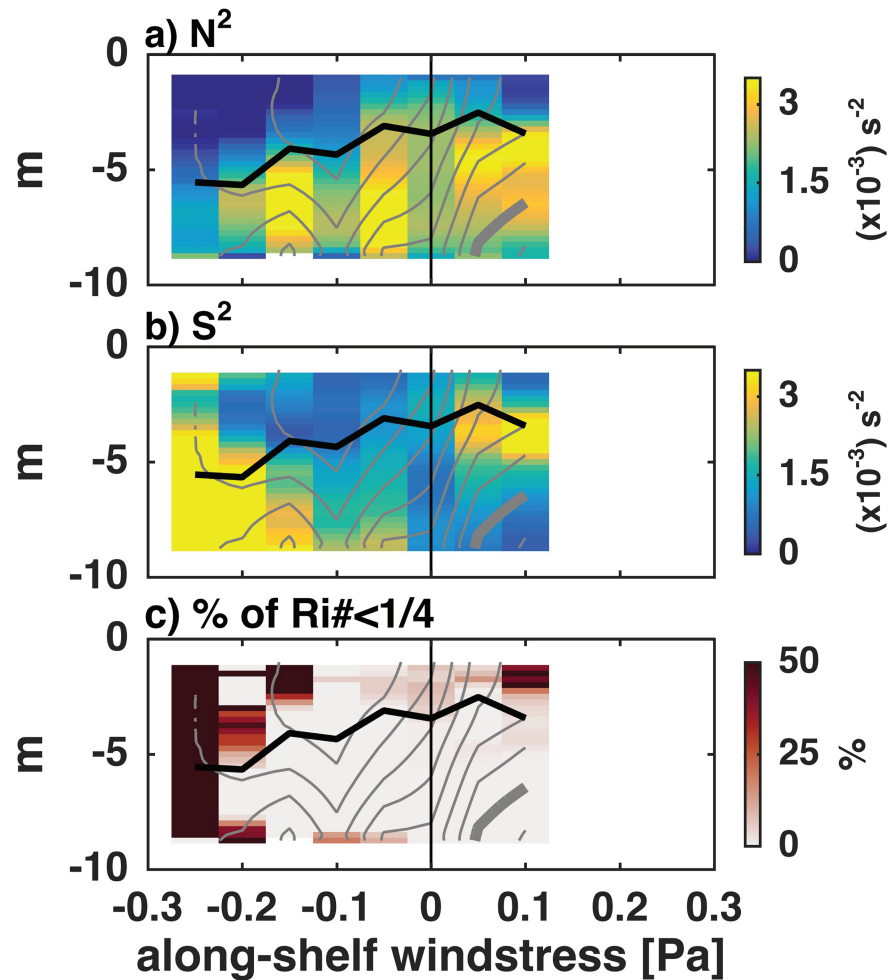 a) N²
0
-5
-10
m
3
1.5
0
(x10⁻³) s⁻²
b) S²
0
-5
-10
m
3
1.5
0
(x10⁻³) s⁻²
c) % of Ri#<1/4
0
-5
-10
m
50
25
0
%
-0.3 -0.2 -0.1 0 0.1 0.2 0.3
along-shelf windstress [Pa]